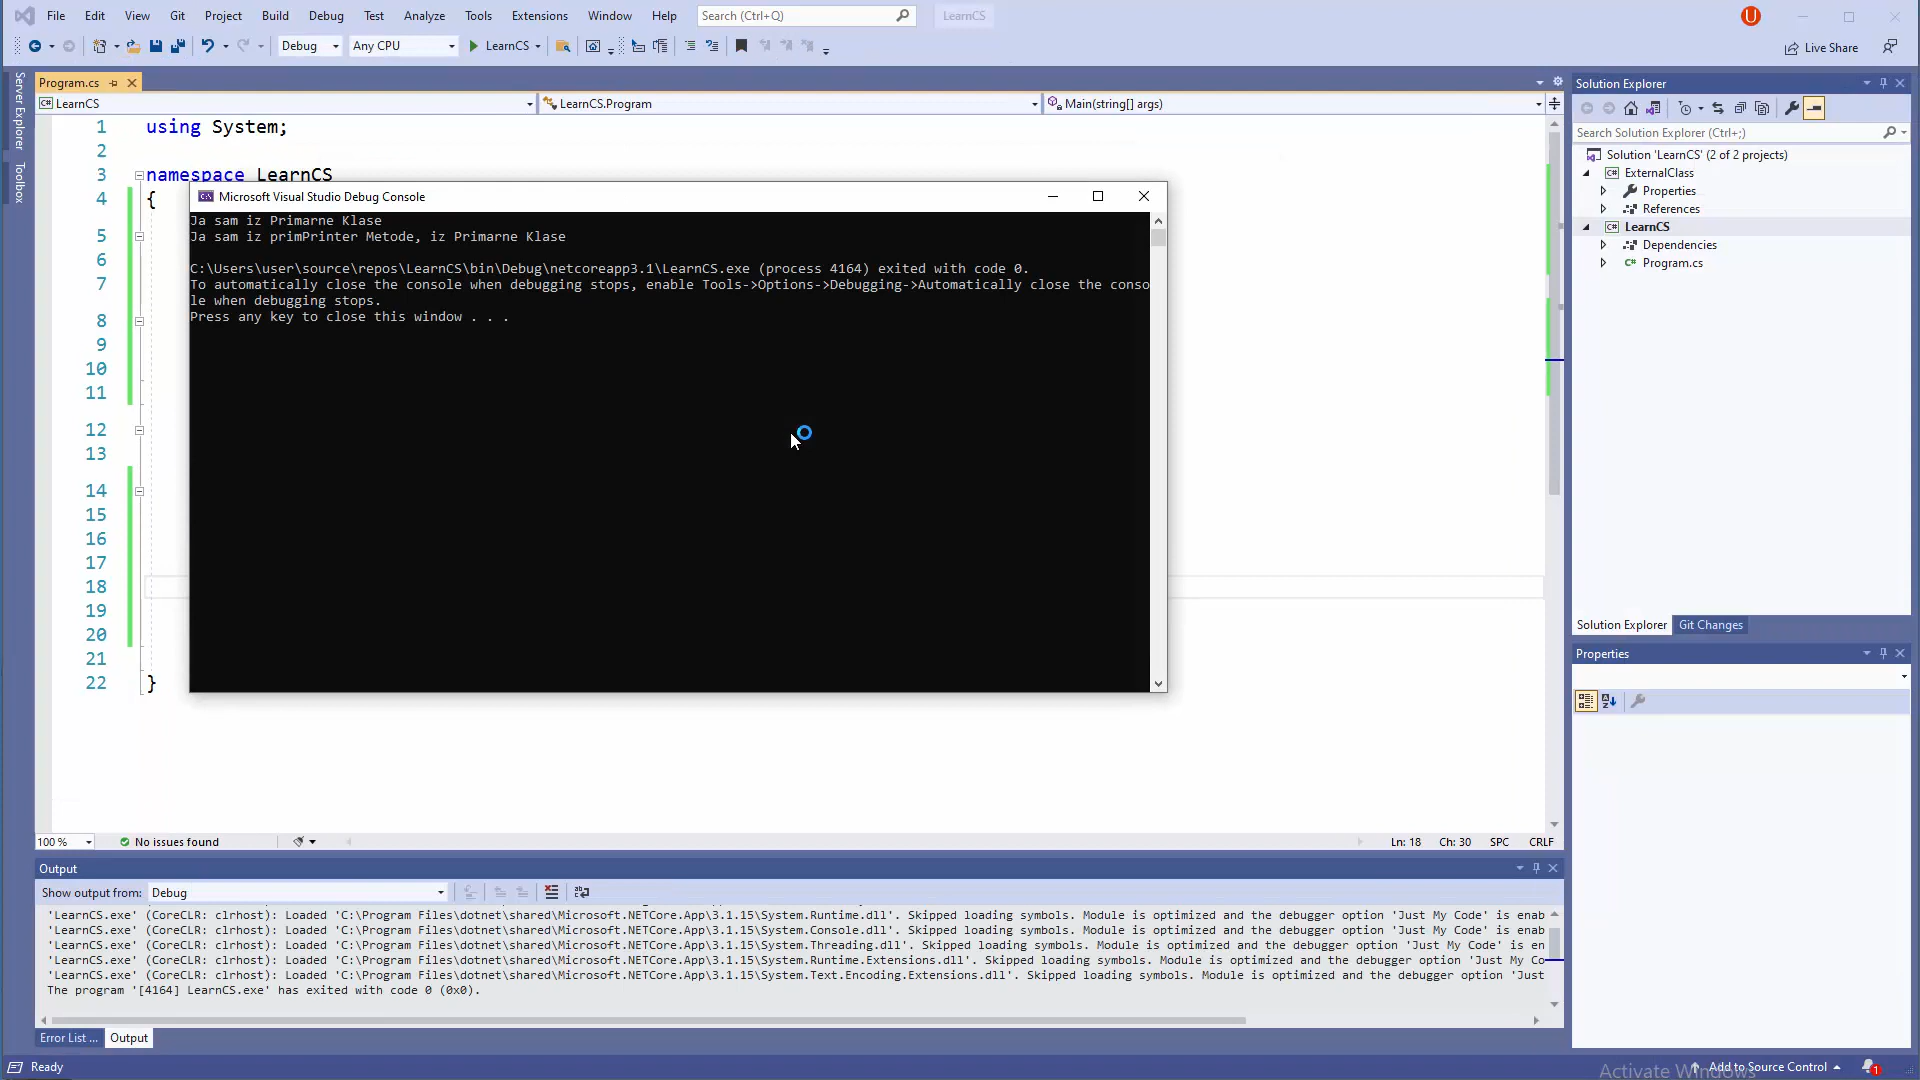 File Edit View Git Project Build Debug Test Analyze Tools Extensions Window Help Search (Ctrl+Q) LearnCS U
Debug Any CPU LearnCS Live Share
Server Explorer
Toolbox
Program.cs
LearnCS LearnCS.Program Main(string[] args)
1 using System;
2
3 namespace LearnCS
4 {
5
6
7
8
9
10
11
12
13
14
15
16
17
18
19
20
21
22 }
Microsoft Visual Studio Debug Console
Ja sam iz Primarne Klase
Ja sam iz primPrinter Metode, iz Primarne Klase
C:\Users\user\source\repos\LearnCS\bin\Debug\netcoreapp3.1\LearnCS.exe (process 4164) exited with code 0.
To automatically close the console when debugging stops, enable Tools->Options->Debugging->Automatically close the conso
le when debugging stops.
Press any key to close this window . . .
100 % No issues found Ln: 18 Ch: 30 SPC CRLF
Output
Show output from: Debug
'LearnCS.exe' (CoreCLR: clrhost): Loaded 'C:\Program Files\dotnet\shared\Microsoft.NETCore.App\3.1.15\System.Runtime.dll'. Skipped loading symbols. Module is optimized and the debugger option 'Just My Code' is enab
'LearnCS.exe' (CoreCLR: clrhost): Loaded 'C:\Program Files\dotnet\shared\Microsoft.NETCore.App\3.1.15\System.Console.dll'. Skipped loading symbols. Module is optimized and the debugger option 'Just My Code' is enab
'LearnCS.exe' (CoreCLR: clrhost): Loaded 'C:\Program Files\dotnet\shared\Microsoft.NETCore.App\3.1.15\System.Threading.dll'. Skipped loading symbols. Module is optimized and the debugger option 'Just My Code' is en
'LearnCS.exe' (CoreCLR: clrhost): Loaded 'C:\Program Files\dotnet\shared\Microsoft.NETCore.App\3.1.15\System.Runtime.Extensions.dll'. Skipped loading symbols. Module is optimized and the debugger option 'Just My Co
'LearnCS.exe' (CoreCLR: clrhost): Loaded 'C:\Program Files\dotnet\shared\Microsoft.NETCore.App\3.1.15\System.Text.Encoding.Extensions.dll'. Skipped loading symbols. Module is optimized and the debugger option 'Just
The program '[4164] LearnCS.exe' has exited with code 0 (0x0).
Error List ... Output
Solution Explorer
Search Solution Explorer (Ctrl+;)
Solution 'LearnCS' (2 of 2 projects)
ExternalClass
Properties
References
LearnCS
Dependencies
Program.cs
Solution Explorer Git Changes
Properties
Ready Activate Windows Add to Source Control 1